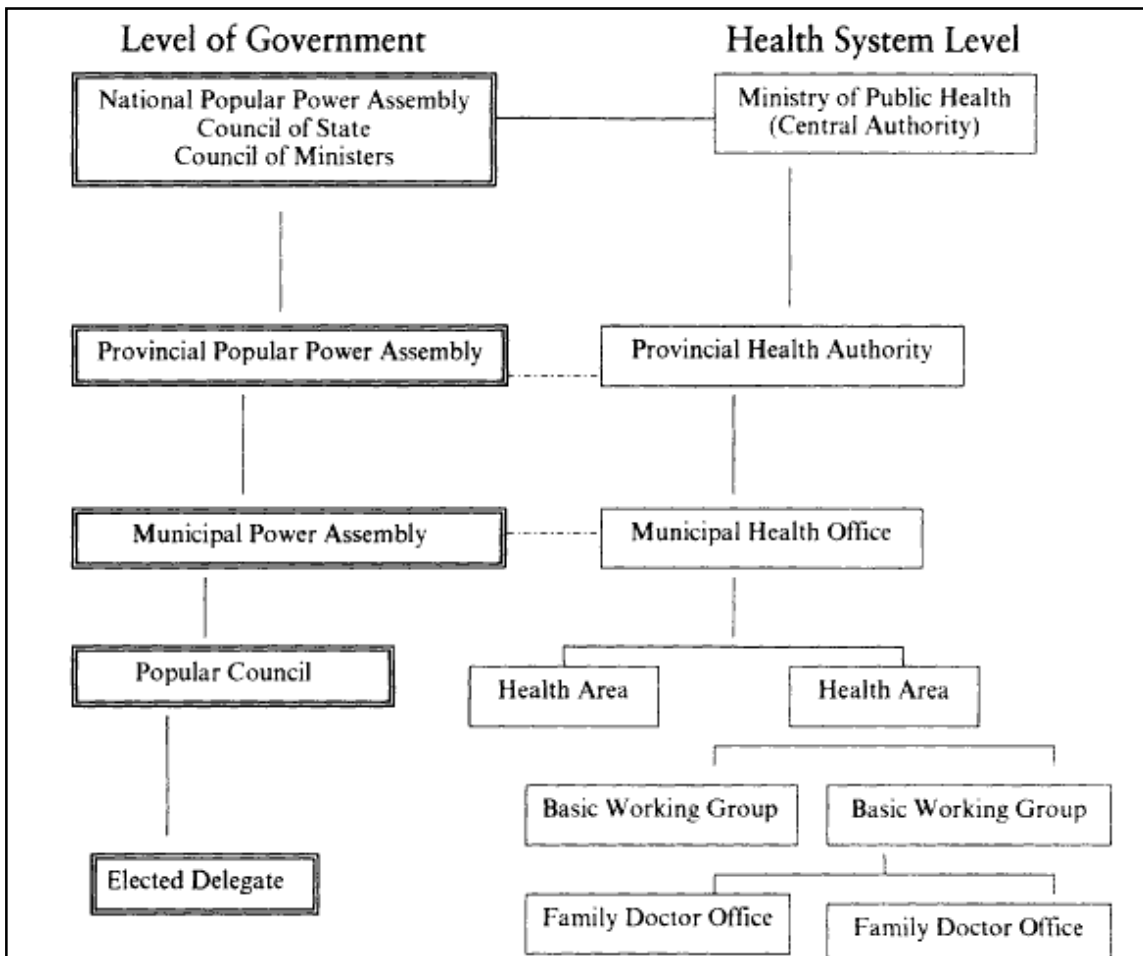 Level of Government
Health System Level
National Popular Power Assembly
Council of State
Council of Ministers
Ministry of Public Health
(Central Authority)
Provincial Popular Power Assembly
Provincial Health Authority
Municipal Power Assembly
Municipal Health Office
Popular Council
Health Area
Health Area
Basic Working Group
Basic Working Group
Elected Delegate
Family Doctor Office
Family Doctor Office